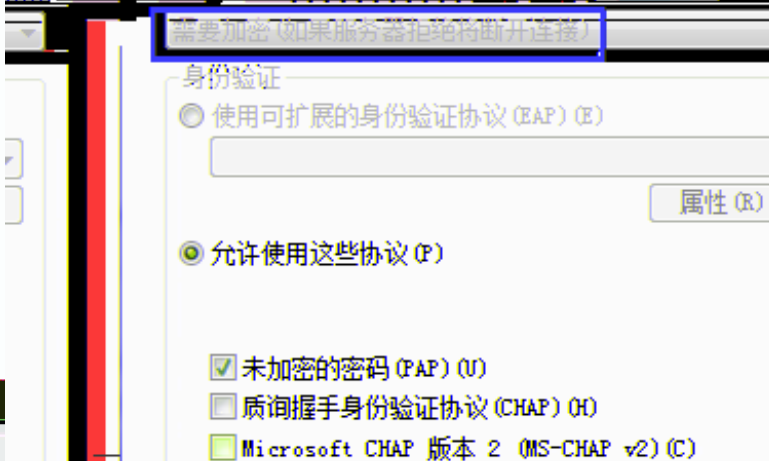 需要加密(如果服务器拒绝将断开连接)
身份验证
使用可扩展的身份验证协议(EAP)(E)
属性(R)
允许使用这些协议(P)
未加密的密码(PAP)(U)
质询握手身份验证协议(CHAP)(H)
Microsoft CHAP 版本 2 (MS-CHAP v2)(C)